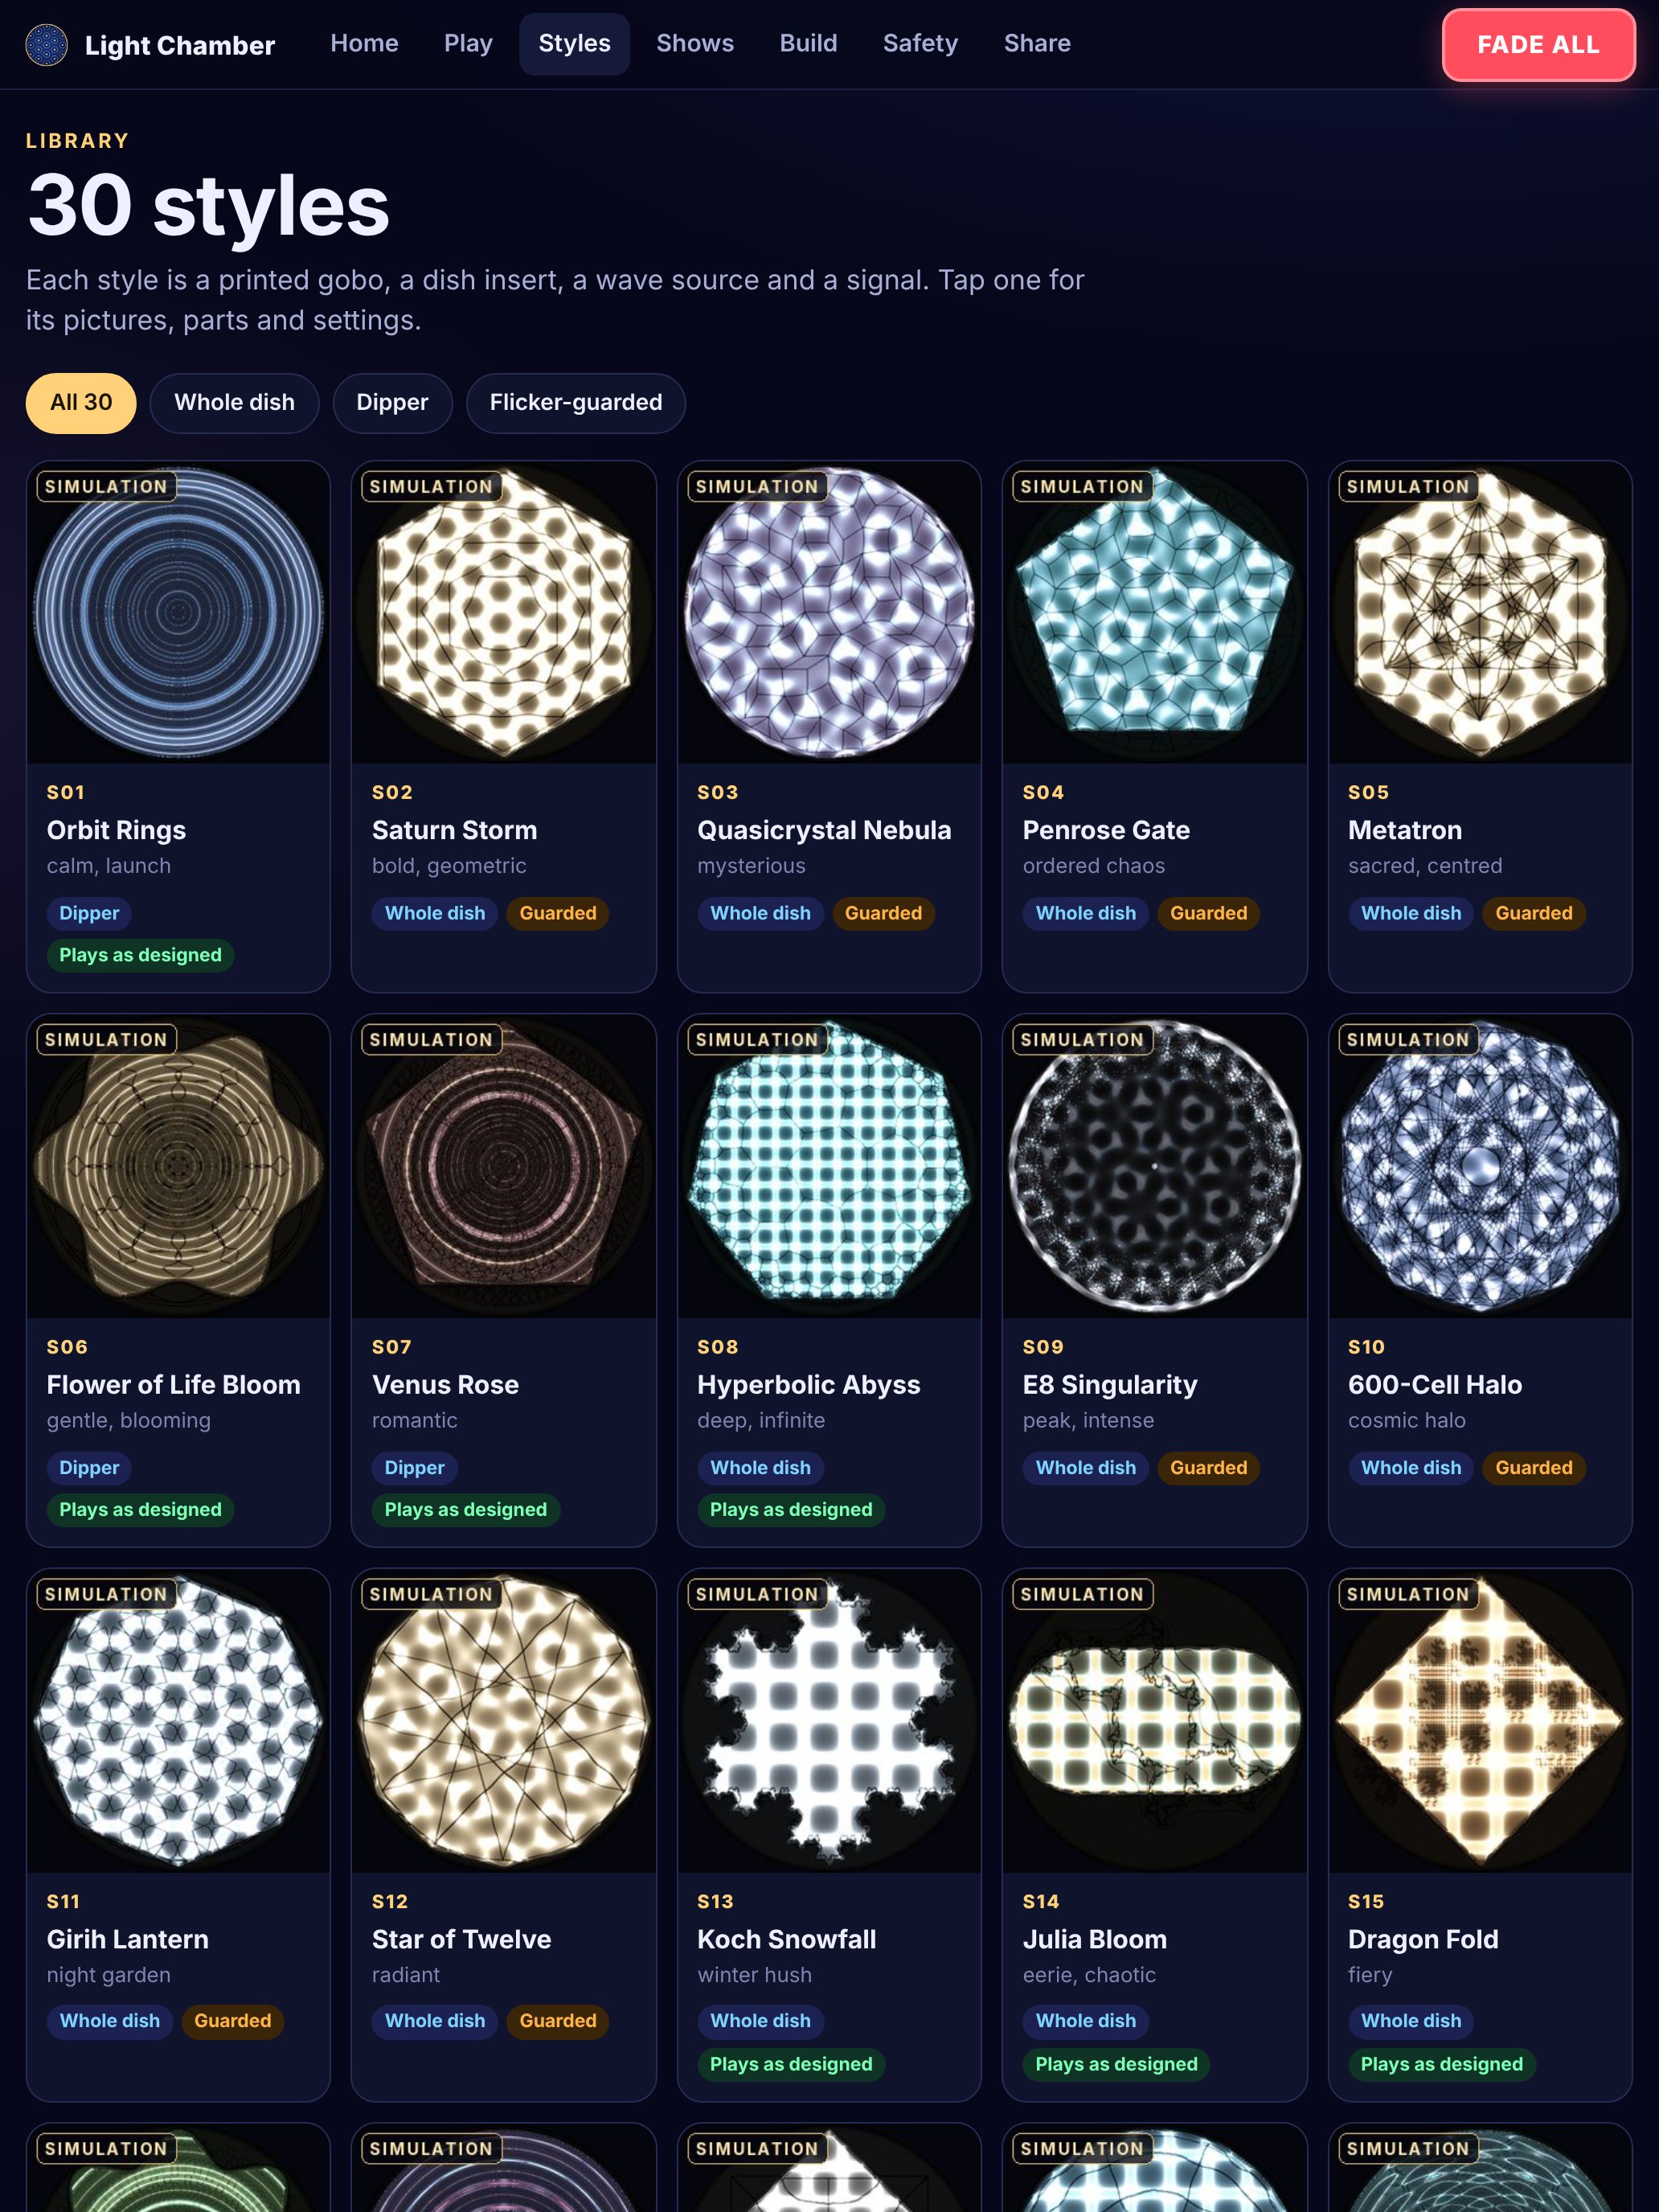 Light Chamber
Home
Play
Styles
Shows
Build
Safety
Share
FADE ALL
LIBRARY
30 styles
Each style is a printed gobo, a dish insert, a wave source and a signal. Tap one for
its pictures, parts and settings.
All 30
Whole dish
Dipper
Flicker-guarded
SIMULATION
S01
Orbit Rings
calm, launch
Dipper
Plays as designed
SIMULATION
S02
Saturn Storm
bold, geometric
Whole dish
Guarded
SIMULATION
S03
Quasicrystal Nebula
mysterious
Whole dish
Guarded
SIMULATION
S04
Penrose Gate
ordered chaos
Whole dish
Guarded
SIMULATION
S05
Metatron
sacred, centred
Whole dish
Guarded
SIMULATION
S06
Flower of Life Bloom
gentle, blooming
Dipper
Plays as designed
SIMULATION
S07
Venus Rose
romantic
Dipper
Plays as designed
SIMULATION
S08
Hyperbolic Abyss
deep, infinite
Whole dish
Plays as designed
SIMULATION
S09
E8 Singularity
peak, intense
Whole dish
Guarded
SIMULATION
S10
600-Cell Halo
cosmic halo
Whole dish
Guarded
SIMULATION
S11
Girih Lantern
night garden
Whole dish
Guarded
SIMULATION
S12
Star of Twelve
radiant
Whole dish
Guarded
SIMULATION
S13
Koch Snowfall
winter hush
Whole dish
Plays as designed
SIMULATION
S14
Julia Bloom
eerie, chaotic
Whole dish
Plays as designed
SIMULATION
S15
Dragon Fold
fiery
Whole dish
Plays as designed
SIMULATION
SIMULATION
SIMULATION
SIMULATION
SIMULATION